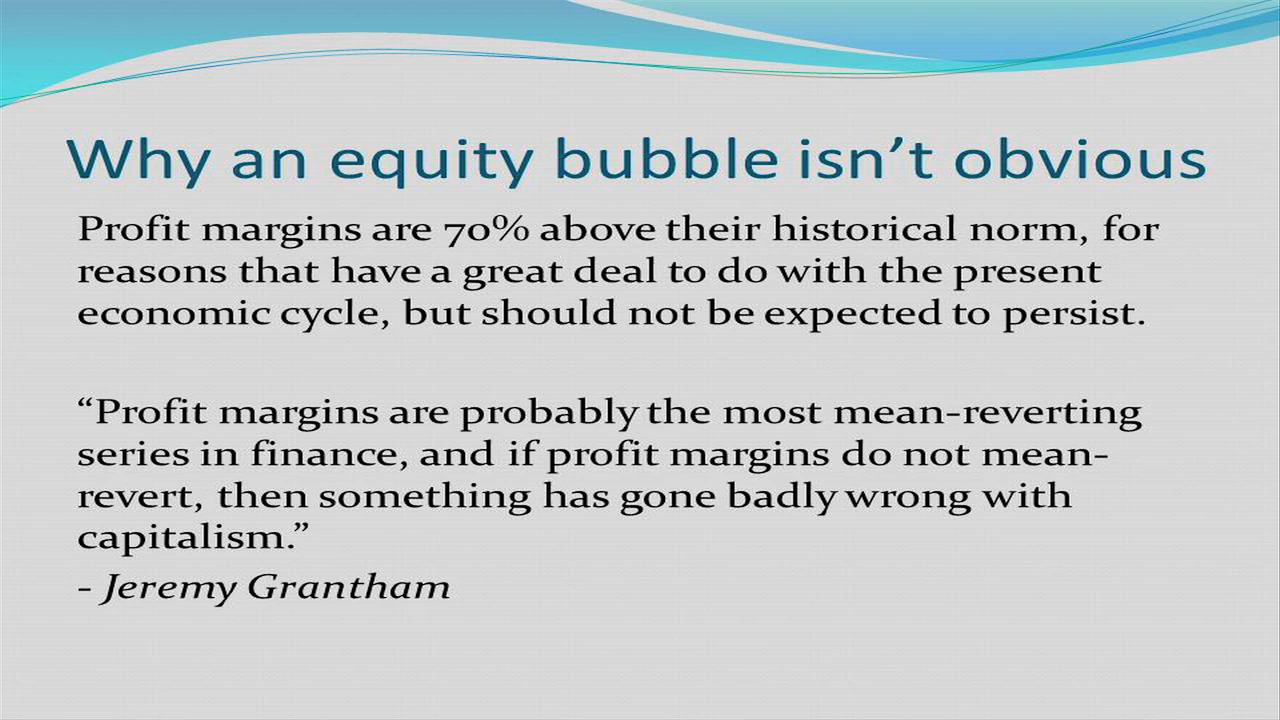 Why an equity bubble isn’t obvious
Profit margins are 70% above their historical norm, for
reasons that have a great deal to do with the present
economic cycle, but should not be expected to persist.
“Profit margins are probably the most mean-reverting
series in finance, and if profit margins do not mean-
revert, then something has gone badly wrong with
capitalism.”
- Jeremy Grantham